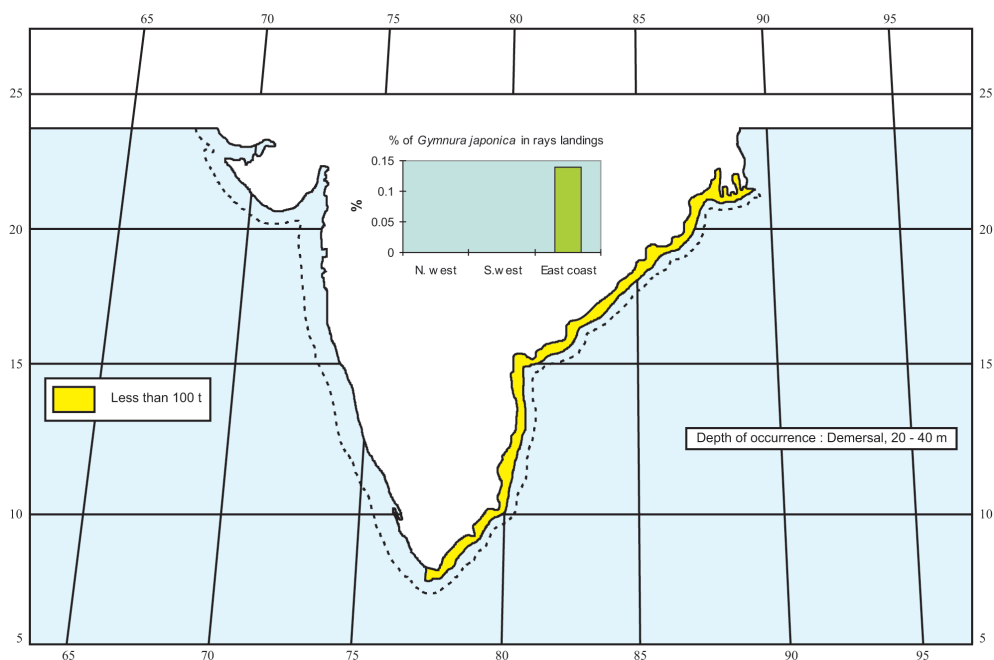 65 70 75 80 85 90 95
25 25
% of Gymnura japonica in rays landings
0.15
0.1
%
0.05
0
N. west S.west East coast
20 20
15 15
Less than 100 t
Depth of occurrence : Demersal, 20 - 40 m
10 10
5 5
65 70 75 80 85 90 95